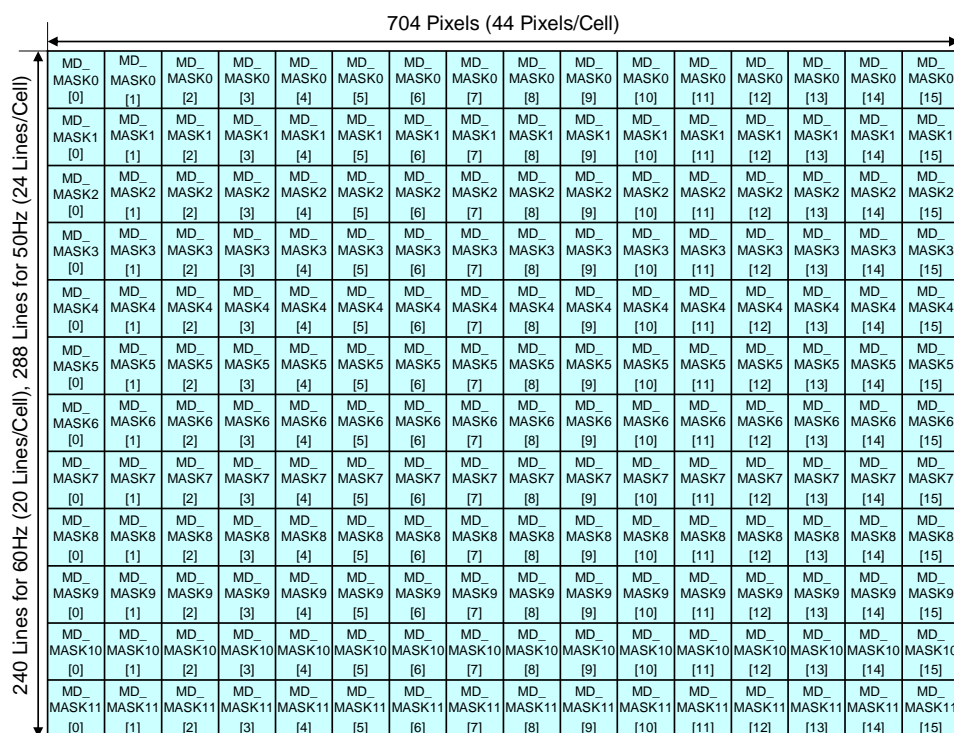 704 Pixels (44 Pixels/Cell)
240 Lines for 60Hz (20 Lines/Cell), 288 Lines for 50Hz (24 Lines/Cell)
MD_ MD_ MD_ MD_ MD_ MD_ MD_ MD_ MD_ MD_ MD_ MD_ MD_ MD_ MD_ MD_
MASK0 MASK0 MASK0 MASK0 MASK0 MASK0 MASK0 MASK0 MASK0 MASK0 MASK0 MASK0 MASK0 MASK0 MASK0 MASK0
[0] [1] [2] [3] [4] [5] [6] [7] [8] [9] [10] [11] [12] [13] [14] [15]
MD_ MD_ MD_ MD_ MD_ MD_ MD_ MD_ MD_ MD_ MD_ MD_ MD_ MD_ MD_ MD_
MASK1 MASK1 MASK1 MASK1 MASK1 MASK1 MASK1 MASK1 MASK1 MASK1 MASK1 MASK1 MASK1 MASK1 MASK1 MASK1
[0] [1] [2] [3] [4] [5] [6] [7] [8] [9] [10] [11] [12] [13] [14] [15]
MD_ MD_ MD_ MD_ MD_ MD_ MD_ MD_ MD_ MD_ MD_ MD_ MD_ MD_ MD_ MD_
MASK2 MASK2 MASK2 MASK2 MASK2 MASK2 MASK2 MASK2 MASK2 MASK2 MASK2 MASK2 MASK2 MASK2 MASK2 MASK2
[0] [1] [2] [3] [4] [5] [6] [7] [8] [9] [10] [11] [12] [13] [14] [15]
MD_ MD_ MD_ MD_ MD_ MD_ MD_ MD_ MD_ MD_ MD_ MD_ MD_ MD_ MD_ MD_
MASK3 MASK3 MASK3 MASK3 MASK3 MASK3 MASK3 MASK3 MASK3 MASK3 MASK3 MASK3 MASK3 MASK3 MASK3 MASK3
[0] [1] [2] [3] [4] [5] [6] [7] [8] [9] [10] [11] [12] [13] [14] [15]
MD_ MD_ MD_ MD_ MD_ MD_ MD_ MD_ MD_ MD_ MD_ MD_ MD_ MD_ MD_ MD_
MASK4 MASK4 MASK4 MASK4 MASK4 MASK4 MASK4 MASK4 MASK4 MASK4 MASK4 MASK4 MASK4 MASK4 MASK4 MASK4
[0] [1] [2] [3] [4] [5] [6] [7] [8] [9] [10] [11] [12] [13] [14] [15]
MD_ MD_ MD_ MD_ MD_ MD_ MD_ MD_ MD_ MD_ MD_ MD_ MD_ MD_ MD_ MD_
MASK5 MASK5 MASK5 MASK5 MASK5 MASK5 MASK5 MASK5 MASK5 MASK5 MASK5 MASK5 MASK5 MASK5 MASK5 MASK5
[0] [1] [2] [3] [4] [5] [6] [7] [8] [9] [10] [11] [12] [13] [14] [15]
MD_ MD_ MD_ MD_ MD_ MD_ MD_ MD_ MD_ MD_ MD_ MD_ MD_ MD_ MD_ MD_
MASK6 MASK6 MASK6 MASK6 MASK6 MASK6 MASK6 MASK6 MASK6 MASK6 MASK6 MASK6 MASK6 MASK6 MASK6 MASK6
[0] [1] [2] [3] [4] [5] [6] [7] [8] [9] [10] [11] [12] [13] [14] [15]
MD_ MD_ MD_ MD_ MD_ MD_ MD_ MD_ MD_ MD_ MD_ MD_ MD_ MD_ MD_ MD_
MASK7 MASK7 MASK7 MASK7 MASK7 MASK7 MASK7 MASK7 MASK7 MASK7 MASK7 MASK7 MASK7 MASK7 MASK7 MASK7
[0] [1] [2] [3] [4] [5] [6] [7] [8] [9] [10] [11] [12] [13] [14] [15]
MD_ MD_ MD_ MD_ MD_ MD_ MD_ MD_ MD_ MD_ MD_ MD_ MD_ MD_ MD_ MD_
MASK8 MASK8 MASK8 MASK8 MASK8 MASK8 MASK8 MASK8 MASK8 MASK8 MASK8 MASK8 MASK8 MASK8 MASK8 MASK8
[0] [1] [2] [3] [4] [5] [6] [7] [8] [9] [10] [11] [12] [13] [14] [15]
MD_ MD_ MD_ MD_ MD_ MD_ MD_ MD_ MD_ MD_ MD_ MD_ MD_ MD_ MD_ MD_
MASK9 MASK9 MASK9 MASK9 MASK9 MASK9 MASK9 MASK9 MASK9 MASK9 MASK9 MASK9 MASK9 MASK9 MASK9 MASK9
[0] [1] [2] [3] [4] [5] [6] [7] [8] [9] [10] [11] [12] [13] [14] [15]
MD_ MD_ MD_ MD_ MD_ MD_ MD_ MD_ MD_ MD_ MD_ MD_ MD_ MD_ MD_ MD_
MASK10 MASK10 MASK10 MASK10 MASK10 MASK10 MASK10 MASK10 MASK10 MASK10 MASK10 MASK10 MASK10 MASK10 MASK10 MASK10
[0] [1] [2] [3] [4] [5] [6] [7] [8] [9] [10] [11] [12] [13] [14] [15]
MD_ MD_ MD_ MD_ MD_ MD_ MD_ MD_ MD_ MD_ MD_ MD_ MD_ MD_ MD_ MD_
MASK11 MASK11 MASK11 MASK11 MASK11 MASK11 MASK11 MASK11 MASK11 MASK11 MASK11 MASK11 MASK11 MASK11 MASK11 MASK11
[0] [1] [2] [3] [4] [5] [6] [7] [8] [9] [10] [11] [12] [13] [14] [15]